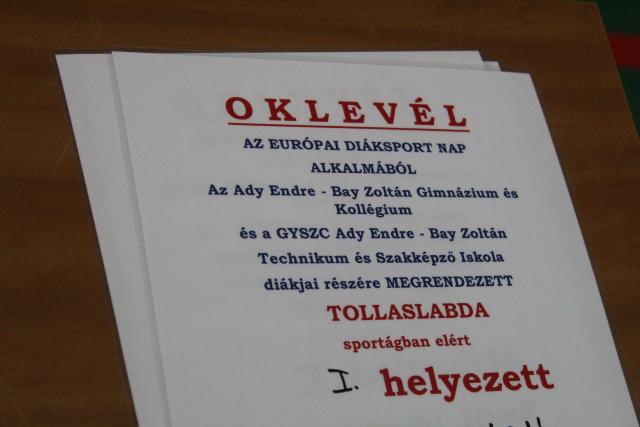 OKLEVÉL
AZ EURÓPAI DIÁKSPORT NAP
ALKALMÁBÓL
Az Ady Endre - Bay Zoltán Gimnázium és
Kollégium
és a GYSZC Ady Endre - Bay Zoltán
Technikum és Szakképző Iskola
diákjai részére MEGRENDEZETT
TOLLASLABDA
sportágban elért
I. helyezett